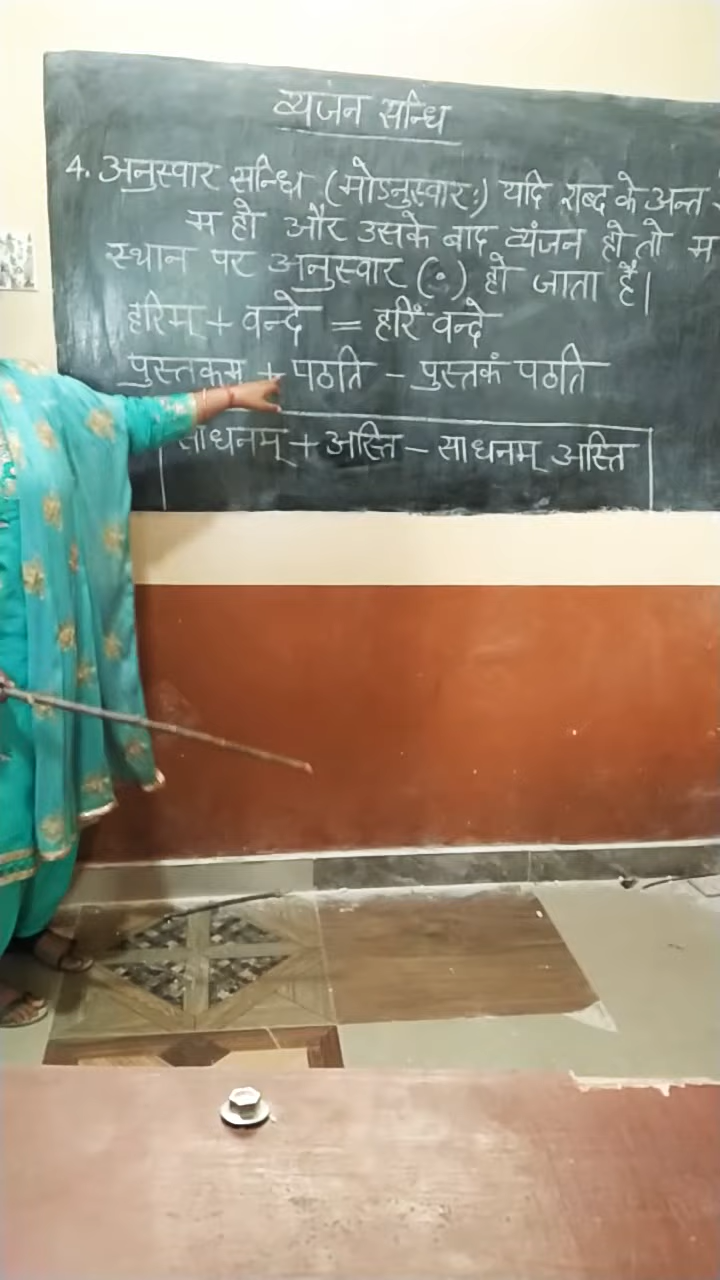 व्यजंन सन्धि
4. अनुस्वार सन्धि (मोऽनुस्वारः) यदि शब्द के अन्त
म हो और उसके बाद व्यंजन हो तो म
स्थान पर अनुस्वार (ं) हो जाता है।
हरिम् + वन्दे = हरिं वन्दे
पुस्तकम् + पठति - पुस्तकं पठति
साधनम् + अस्ति - साधनम् अस्ति